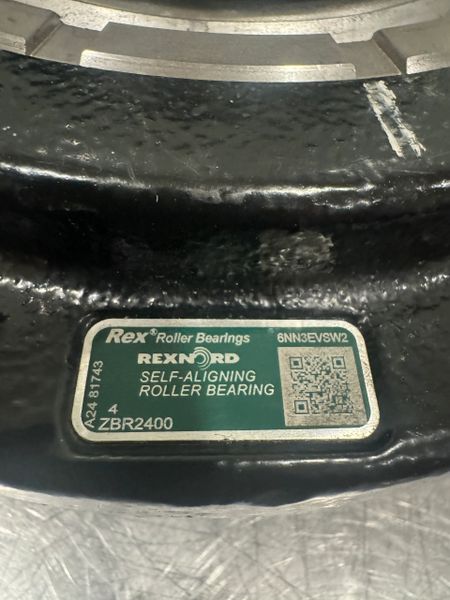 Rex® Roller Bearings 6NN3EVSW2
REXNORD
SELF-ALIGNING
ROLLER BEARING
A24 81743
4
ZBR2400